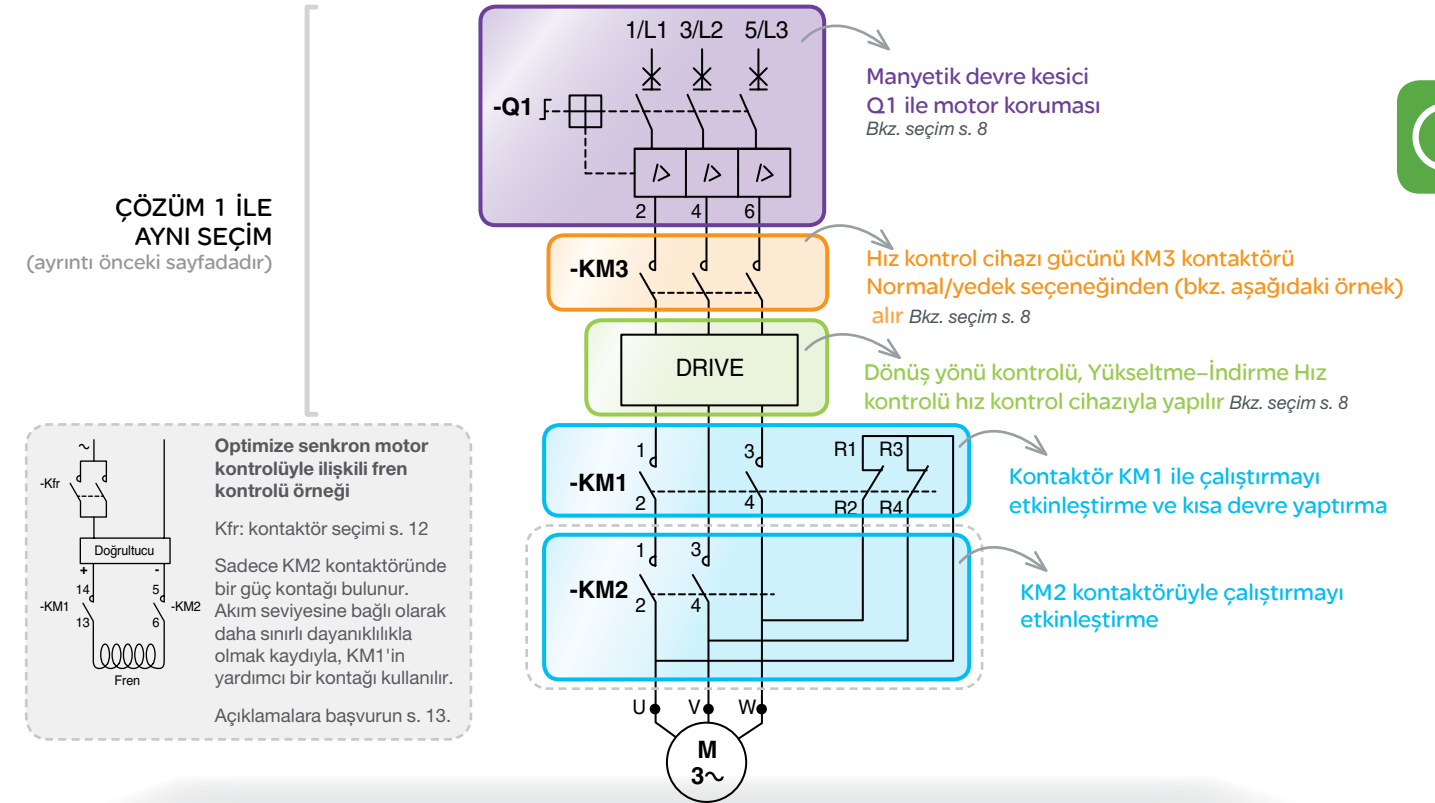 1/L1 3/L2 5/L3
-Q1
2 4 6
Manyetik devre kesici
Q1 ile motor koruması
Bkz. seçim s. 8
ÇÖZÜM 1 İLE
AYNI SEÇİM
(ayrıntı önceki sayfadadır)
-KM3
Hız kontrol cihazı gücünü KM3 kontaktörü
Normal/yedek seçeneğinden (bkz. aşağıdaki örnek)
alır Bkz. seçim s. 8
DRIVE
Dönüş yönü kontrolü, Yükseltme–İndirme Hız
kontrolü hız kontrol cihazıyla yapılır Bkz. seçim s. 8
1 3 R1 R3
-KM1
2 4 R2 R4
Kontaktör KM1 ile çalıştırmayı
etkinleştirme ve kısa devre yaptırma
1 3
-KM2
2 4
KM2 kontaktörüyle çalıştırmayı
etkinleştirme
U V W
M
3~
~
-Kfr
Doğrultucu
+ -
14 5
-KM1 -KM2
13 6
Fren
Optimize senkron motor
kontrolüyle ilişkili fren
kontrolü örneği
Kfr: kontaktör seçimi s. 12
Sadece KM2 kontaktöründe
bir güç kontağı bulunur.
Akım seviyesine bağlı olarak
daha sınırlı dayanıklılıkla
olmak kaydıyla, KM1'in
yardımcı bir kontağı kullanılır.
Açıklamalara başvurun s. 13.